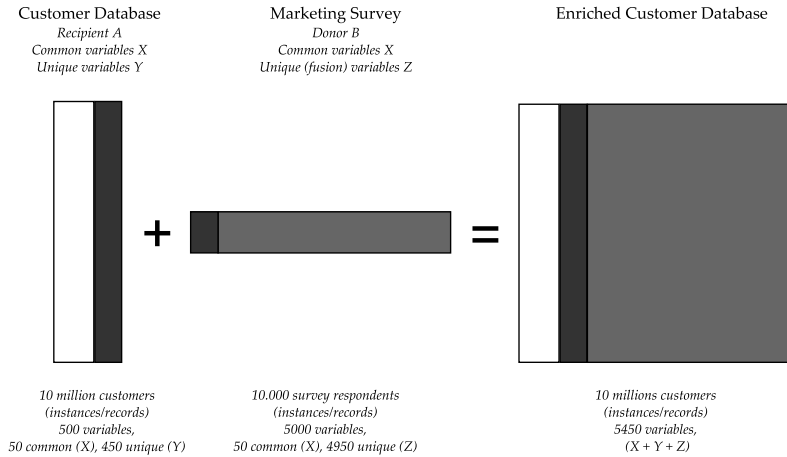 Customer Database
Recipient A
Common variables X
Unique variables Y
Marketing Survey
Donor B
Common variables X
Unique (fusion) variables Z
Enriched Customer Database
+
=
10 million customers
(instances/records)
500 variables,
50 common (X), 450 unique (Y)
10.000 survey respondents
(instances/records)
5000 variables,
50 common (X), 4950 unique (Z)
10 millions customers
(instances/records)
5450 variables,
(X + Y + Z)